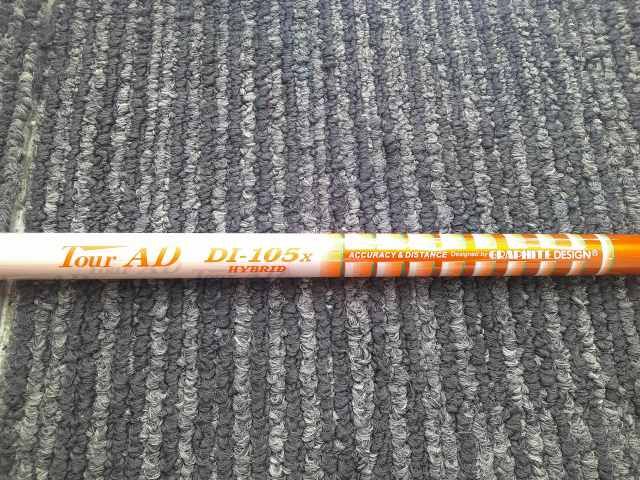 Tour AD DI-105x
HYBRID
ACCURACY & DISTANCE Designed by GRAPHITE DESIGN®